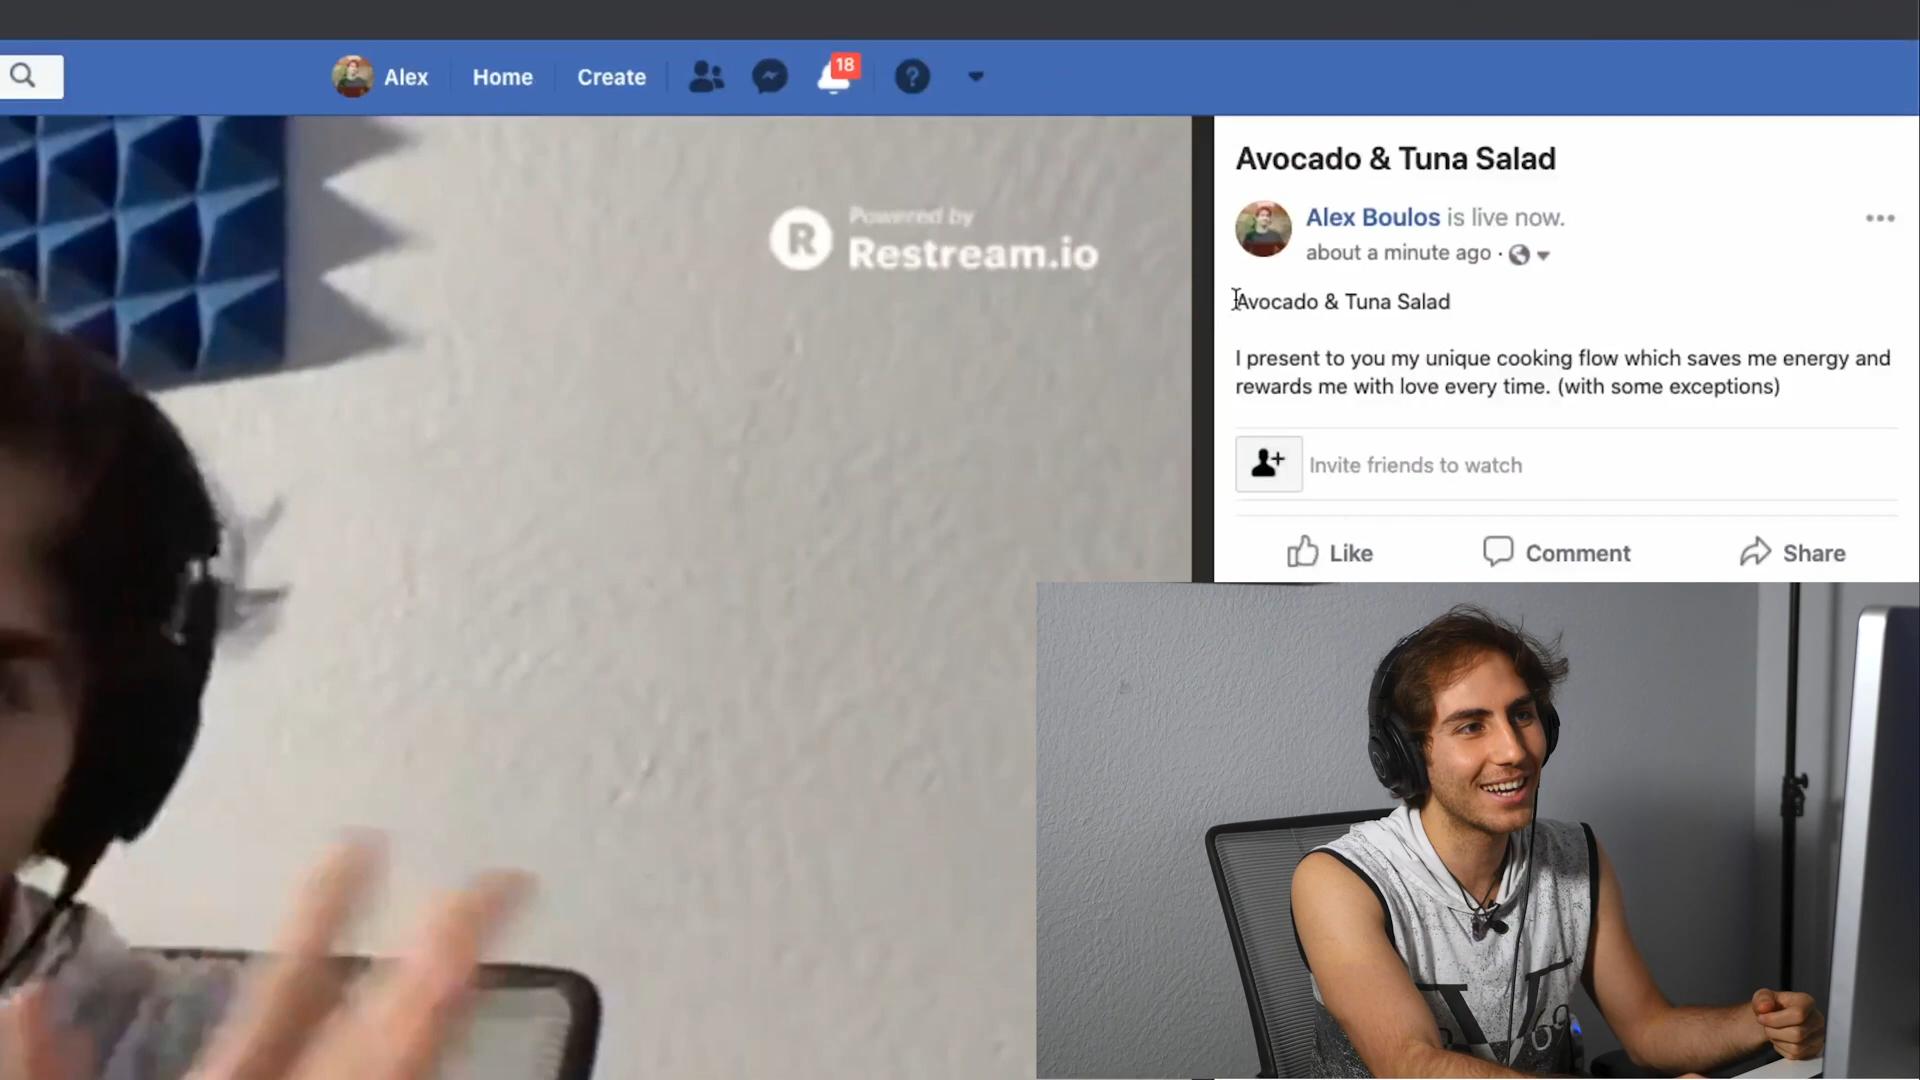 Alex
Home
Create
18
Powered by
Restream.io
Avocado & Tuna Salad
Alex Boulos is live now.
about a minute ago ·
Avocado & Tuna Salad
I present to you my unique cooking flow which saves me energy and
rewards me with love every time. (with some exceptions)
Invite friends to watch
Like
Comment
Share